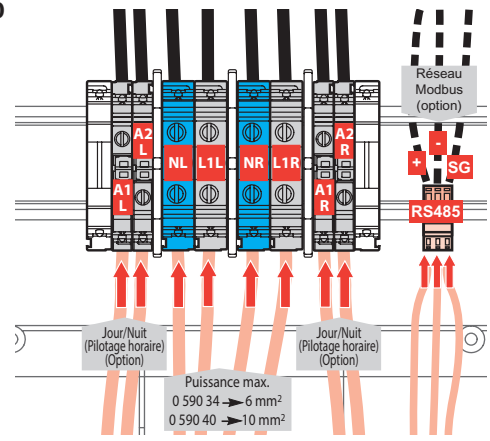 Réseau
Modbus
(option)
A2
L
A2
R
NL
L1L
NR
L1R
-
+
SG
A1
L
A1
R
RS485
Jour/Nuit
(Pilotage horaire)
(Option)
Jour/Nuit
(Pilotage horaire)
(Option)
Puissance max.
0 590 34 → 6 mm²
0 590 40 → 10 mm²